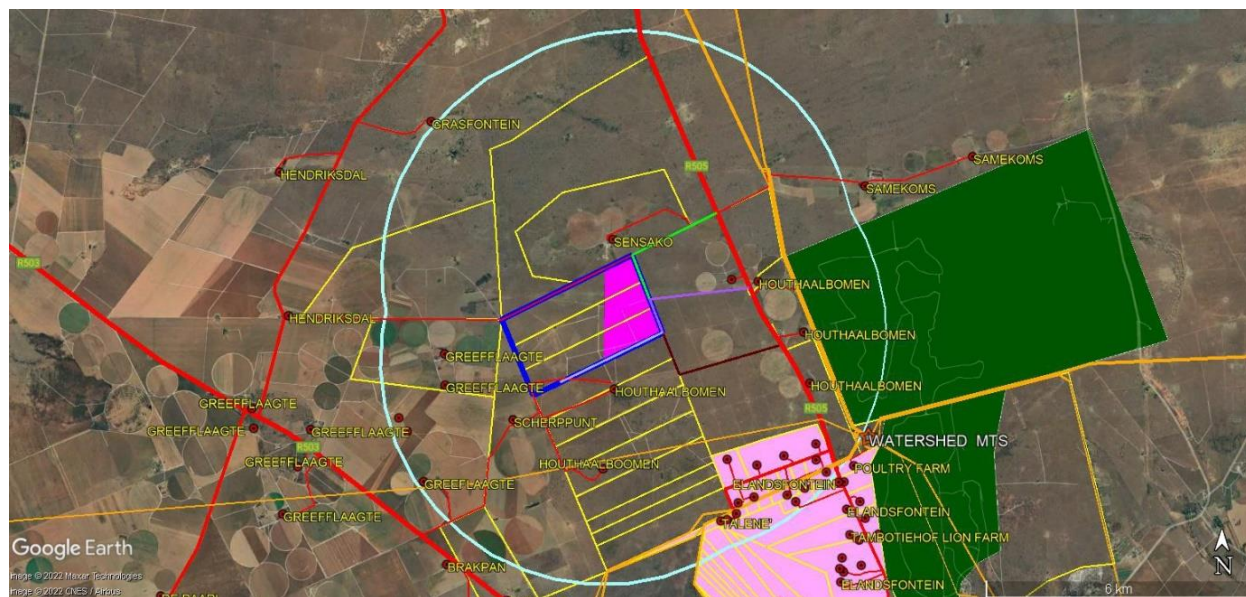 GRASFONTEIN
SAMEKOMS
R505
HENDRIKSDAL
SAMEKOMS
SENSAKO
R503
HOUTHAALBOMEN
HENDRIKSDAL
HOUTHAALBOMEN
GREEFFLAAGTE
GREEFFLAAGTE
HOUTHAALBOMEN
HOUTHAALBOMEN
GREEFFLAAGTE
R505
SCHERPPUNT
GREEFFLAAGTE
GREEFFLAAGTE
R503
WATERSHED MTS
GREEFFLAAGTE
HOUTHAALBOOMEN
POULTRY FARM
GREEFFLAAGTE
ELANDSFONTEIN
ELANDSFONTEIN
GREEFFLAAGTE
TALENE'
TAMBOTIEHOF LION FARM
Google Earth
N
BRAKPAN
Image © 2022 Maxar Technologies
ELANDSFONTEIN
6 km
Image © 2022 CNES / Airbus